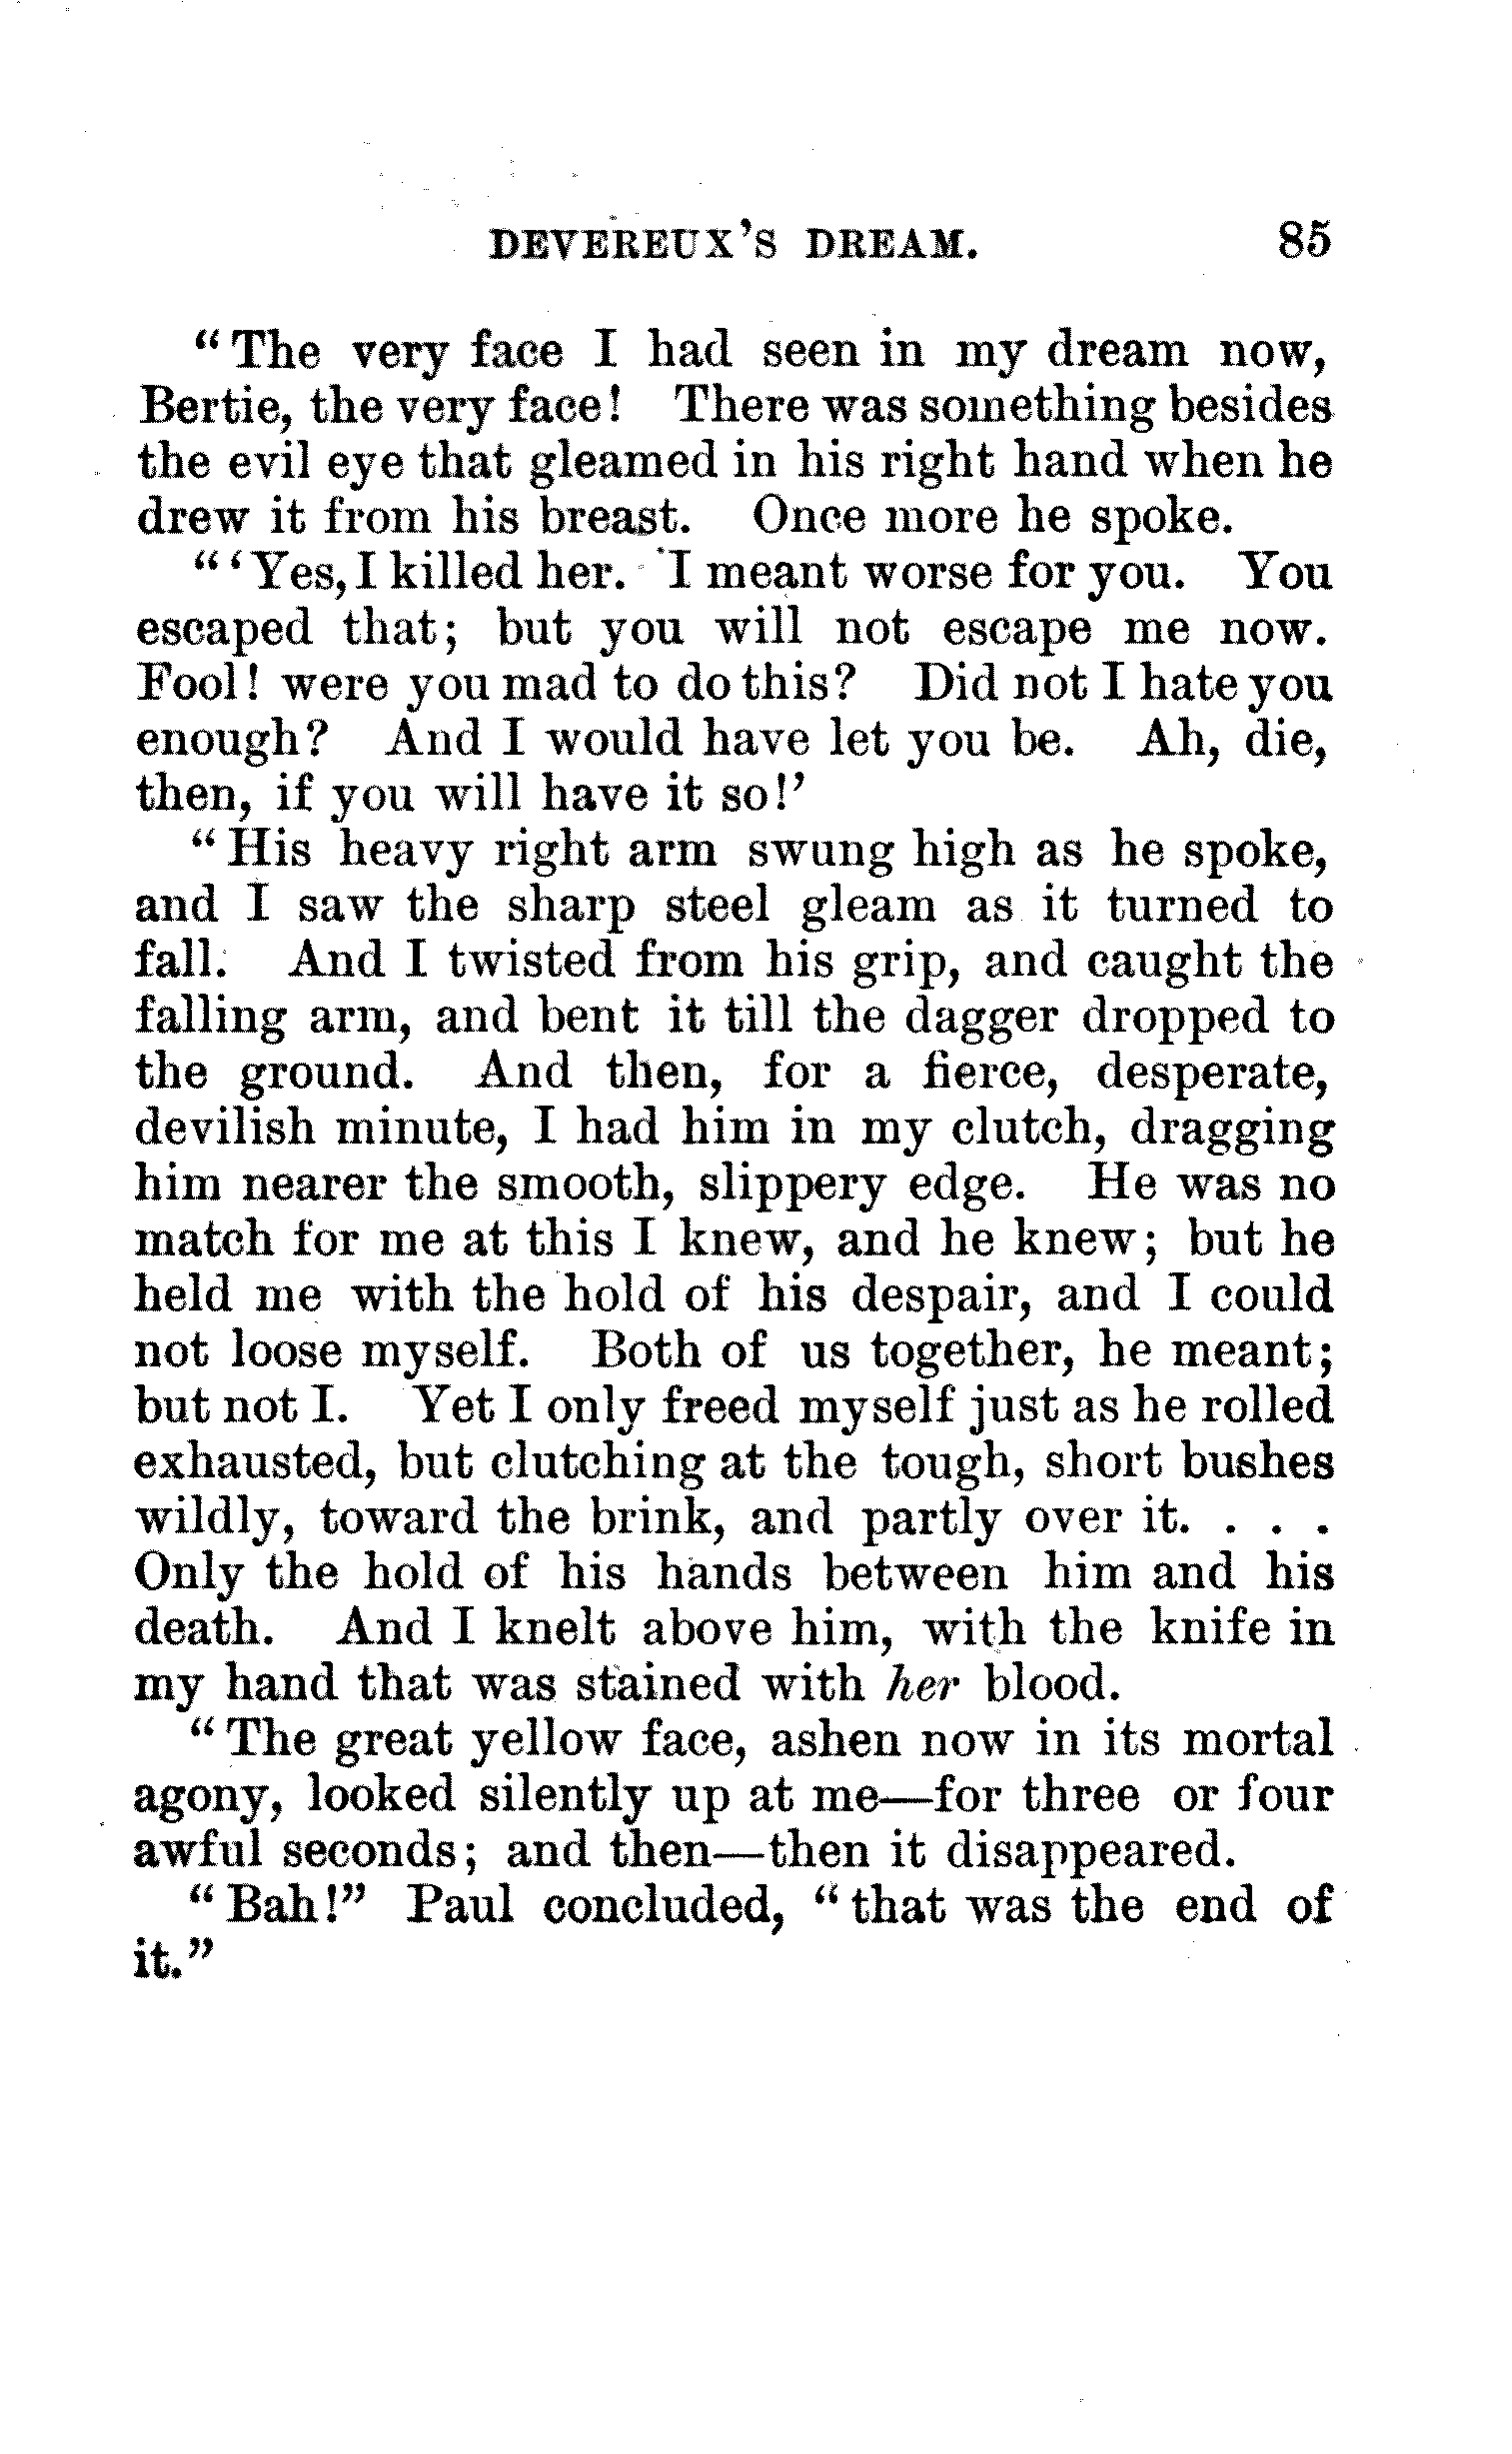 DEVEREUX'S DREAM. 85
"The very face I had seen in my dream now,
Bertie, the very face! There was something besides
the evil eye that gleamed in his right hand when he
drew it from his breast. Once more he spoke.
"'Yes, I killed her. I meant worse for you. You
escaped that; but you will not escape me now.
Fool! were you mad to do this? Did not I hate you
enough? And I would have let you be. Ah, die,
then, if you will have it so!'
"His heavy right arm swung high as he spoke,
and I saw the sharp steel gleam as it turned to
fall. And I twisted from his grip, and caught the
falling arm, and bent it till the dagger dropped to
the ground. And then, for a fierce, desperate,
devilish minute, I had him in my clutch, dragging
him nearer the smooth, slippery edge. He was no
match for me at this I knew, and he knew; but he
held me with the hold of his despair, and I could
not loose myself. Both of us together, he meant;
but not I. Yet I only freed myself just as he rolled
exhausted, but clutching at the tough, short bushes
wildly, toward the brink, and partly over it. . . .
Only the hold of his hands between him and his
death. And I knelt above him, with the knife in
my hand that was stained with her blood.
"The great yellow face, ashen now in its mortal
agony, looked silently up at me—for three or four
awful seconds; and then—then it disappeared.
"Bah!" Paul concluded, "that was the end of
it."